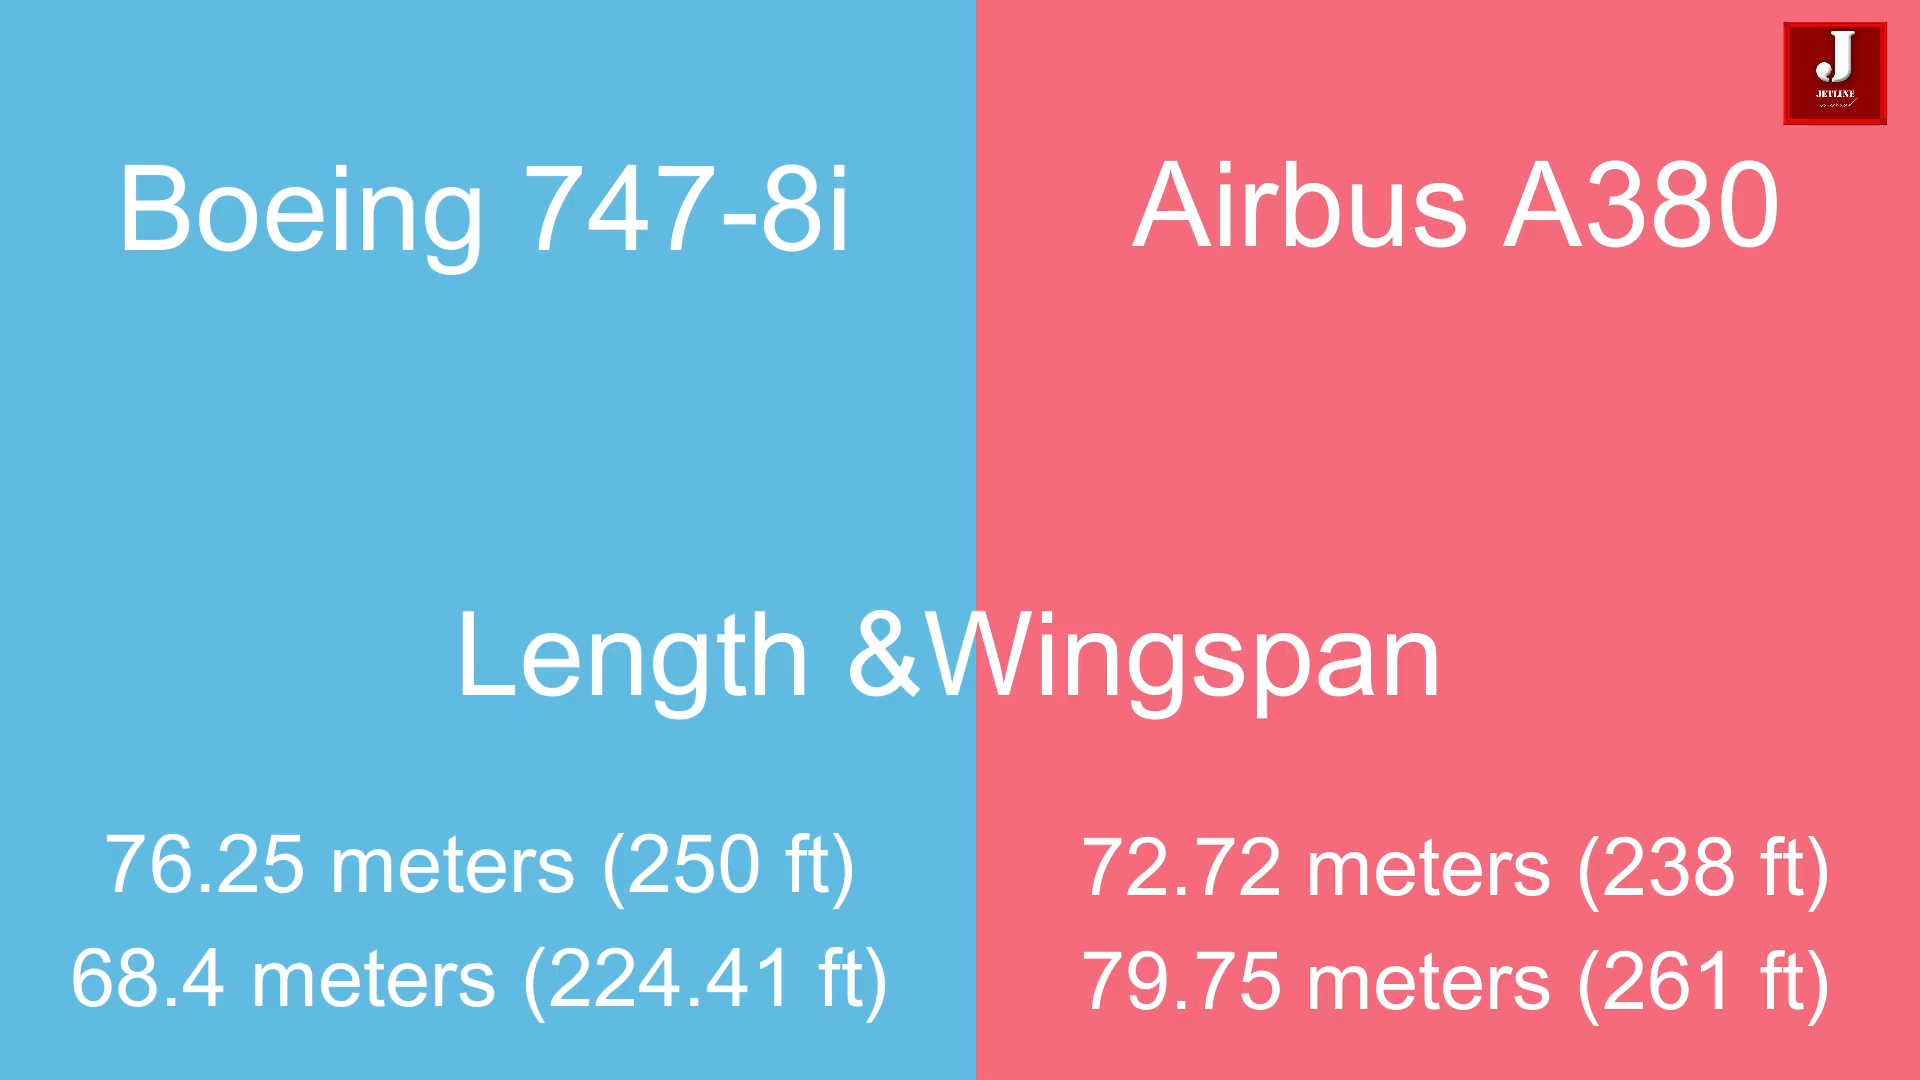 J
JETLINE
Boeing 747-8i
Airbus A380
Length &Wingspan
76.25 meters (250 ft)
72.72 meters (238 ft)
68.4 meters (224.41 ft)
79.75 meters (261 ft)